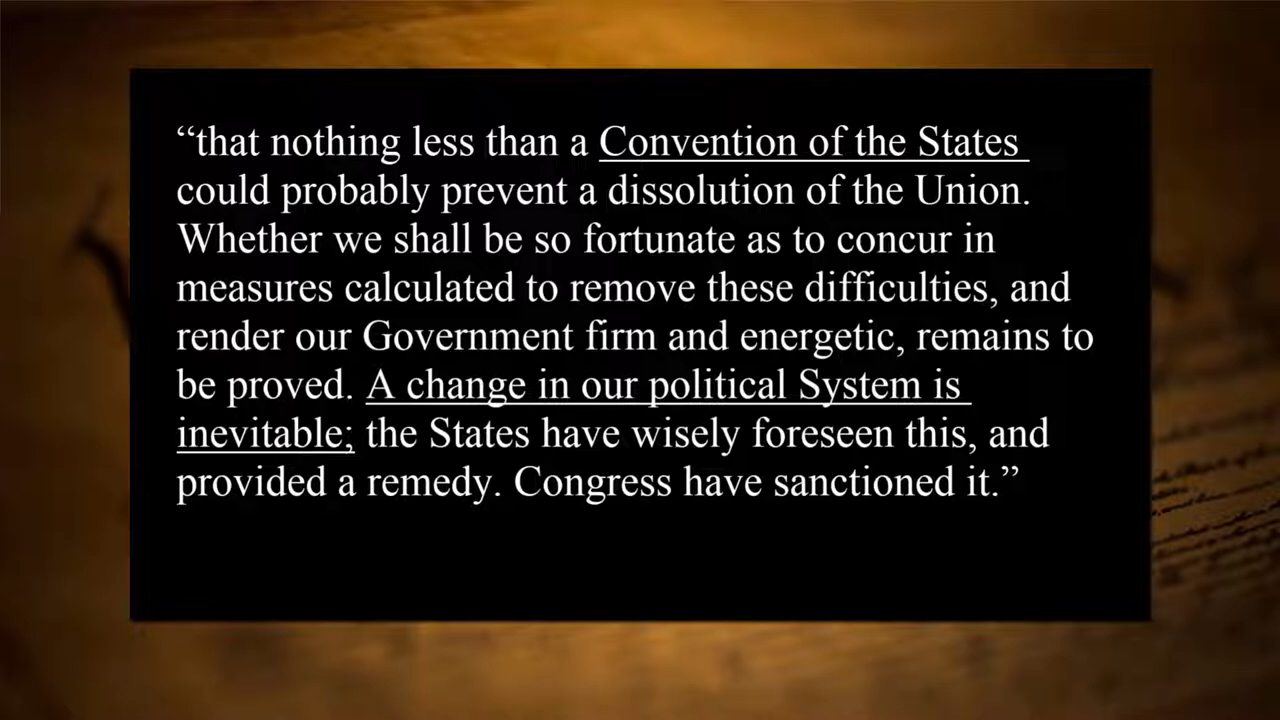 “that nothing less than a Convention of the States
could probably prevent a dissolution of the Union.
Whether we shall be so fortunate as to concur in
measures calculated to remove these difficulties, and
render our Government firm and energetic, remains to
be proved. A change in our political System is
inevitable; the States have wisely foreseen this, and
provided a remedy. Congress have sanctioned it.”